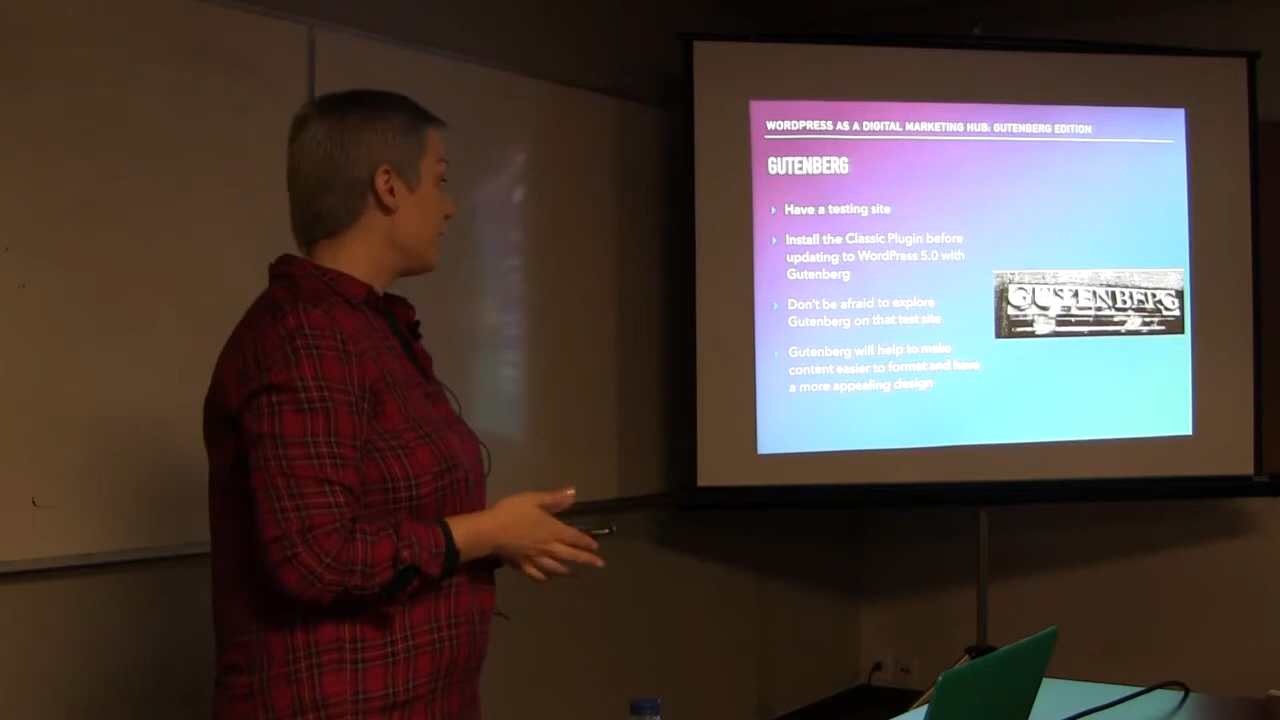 WORDPRESS AS A DIGITAL MARKETING HUB: GUTENBERG EDITION
GUTENBERG
Have a testing site
Install the Classic Plugin before
updating to WordPress 5.0 with
Gutenberg
Don't be afraid to explore
Gutenberg on that test site
Gutenberg will help to make
content easier to format and have
a more appealing design
GUTENBERG